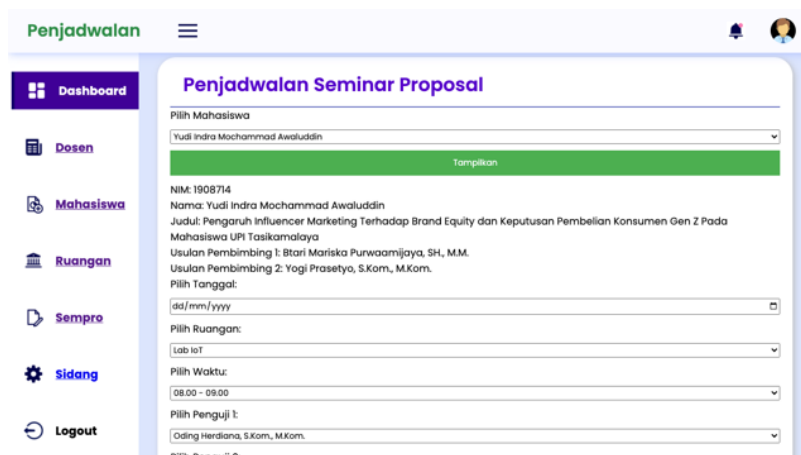 Penjadwalan
Dashboard
Dosen
Mahasiswa
Ruangan
Sempro
Sidang
Logout
Penjadwalan Seminar Proposal
Pilih Mahasiswa
Yudi Indra Mochammad Awaluddin
Tampilkan
NIM: 1908714
Nama: Yudi Indra Mochammad Awaluddin
Judul: Pengaruh Influencer Marketing Terhadap Brand Equity dan Keputusan Pembelian Konsumen Gen Z Pada
Mahasiswa UPI Tasikamalaya
Usulan Pembimbing 1: Btari Mariska Purwaamijaya, SH., M.M.
Usulan Pembimbing 2: Yogi Prasetyo, S.Kom., M.Kom.
Pilih Tanggal:
dd/mm/yyyy
Pilih Ruangan:
Lab IoT
Pilih Waktu:
08.00 - 09.00
Pilih Penguji 1:
Oding Herdiana, S.Kom., M.Kom.